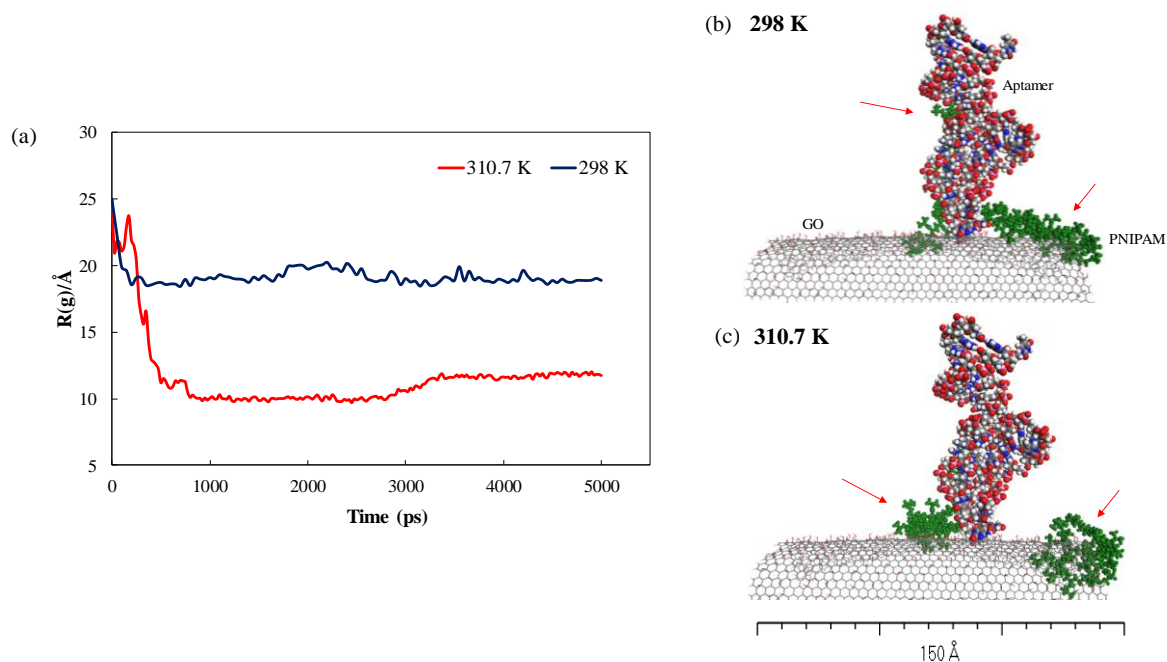 (a)
30
25
20
15
10
5
R(g)/Å
310.7 K 298 K
0 1000 2000 3000 4000 5000
Time (ps)
(b) 298 K
Aptamer
GO
PNIPAM
(c) 310.7 K
150 Å